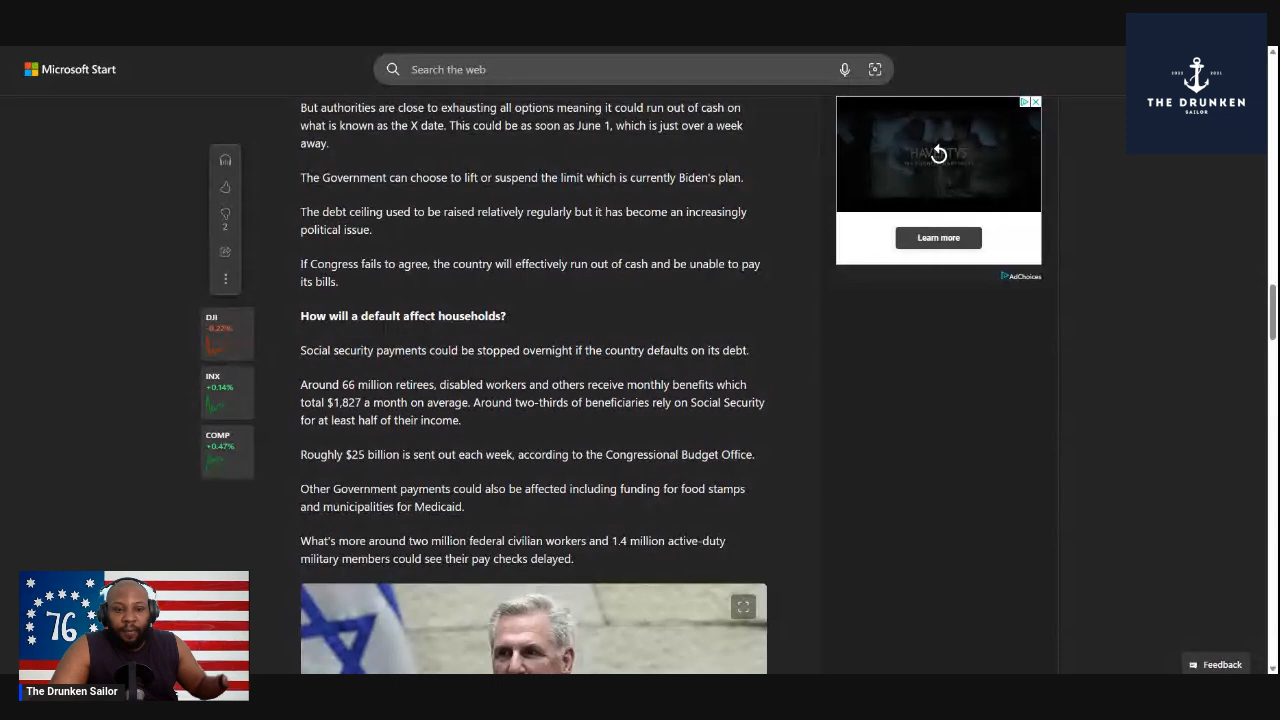 Microsoft Start
Search the web
THE DRUNKEN
SAILOR
But authorities are close to exhausting all options meaning it could run out of cash on
what is known as the X date. This could be as soon as June 1, which is just over a week
away.
The Government can choose to lift or suspend the limit which is currently Biden's plan.
The debt ceiling used to be raised relatively regularly but it has become an increasingly
political issue.
If Congress fails to agree, the country will effectively run out of cash and be unable to pay
its bills.
How will a default affect households?
Social security payments could be stopped overnight if the country defaults on its debt.
Around 66 million retirees, disabled workers and others receive monthly benefits which
total $1,827 a month on average. Around two-thirds of beneficiaries rely on Social Security
for at least half of their income.
Roughly $25 billion is sent out each week, according to the Congressional Budget Office.
Other Government payments could also be affected including funding for food stamps
and municipalities for Medicaid.
What's more around two million federal civilian workers and 1.4 million active-duty
military members could see their pay checks delayed.
2
DJI
INX
+0.14%
COMP
+0.47%
Learn more
AdChoices
Feedback
76
The Drunken Sailor